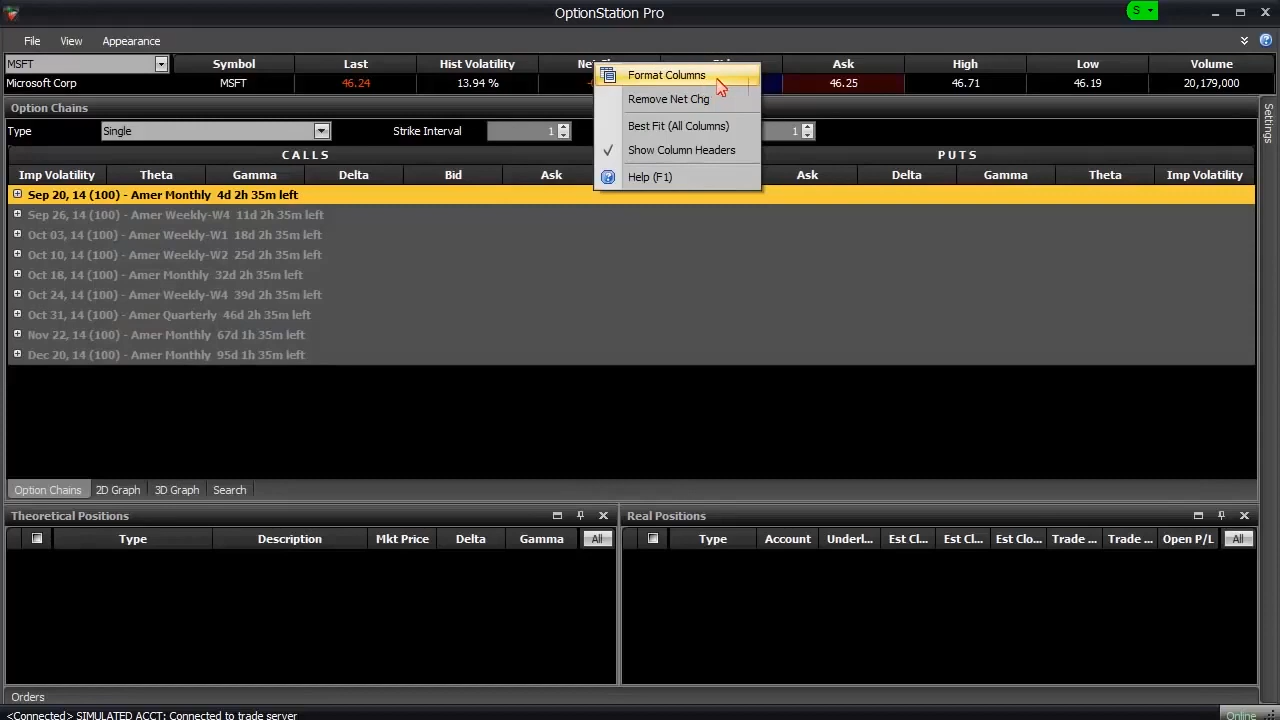 OptionStation Pro
S
File View Appearance
MSFT Symbol Last Hist Volatility Ask High Low Volume
Microsoft Corp MSFT 46.24 13.94 % 46.25 46.71 46.19 20,179,000
Format Columns
Remove Net Chg
Best Fit (All Columns)
Show Column Headers
Help (F1)
Settings
Option Chains
Type Single Strike Interval 1 1
CALLS PUTS
Imp Volatility Theta Gamma Delta Bid Ask Ask Delta Gamma Theta Imp Volatility
Sep 20, 14 (100) - Amer Monthly 4d 2h 35m left
Sep 26, 14 (100) - Amer Weekly-W4 11d 2h 35m left
Oct 03, 14 (100) - Amer Weekly-W1 18d 2h 35m left
Oct 10, 14 (100) - Amer Weekly-W2 25d 2h 35m left
Oct 18, 14 (100) - Amer Monthly 32d 2h 35m left
Oct 24, 14 (100) - Amer Weekly-W4 39d 2h 35m left
Oct 31, 14 (100) - Amer Quarterly 46d 2h 35m left
Nov 22, 14 (100) - Amer Monthly 67d 1h 35m left
Dec 20, 14 (100) - Amer Monthly 95d 1h 35m left
Option Chains 2D Graph 3D Graph Search
Theoretical Positions
Type Description Mkt Price Delta Gamma All
Real Positions
Type Account Underl... Est Cl... Est Cl... Est Clo... Trade ... Trade ... Open P/L All
Orders
<Connected> SIMULATED ACCT: Connected to trade server
Online